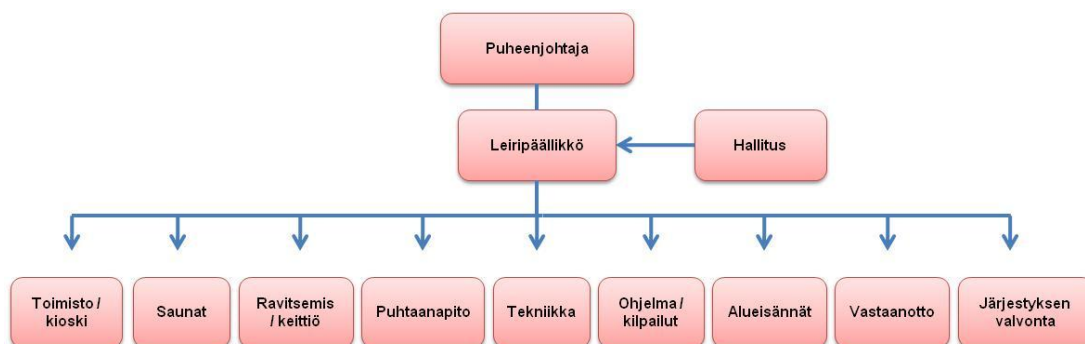 Puheenjohtaja
Leiripäällikkö
Hallitus
Toimisto /
kioski
Saunat
Ravitsemis
/ keittiö
Puhtaanapito
Tekniikka
Ohjelma /
kilpailut
Alueisännät
Vastaanotto
Järjestyksen
valvonta